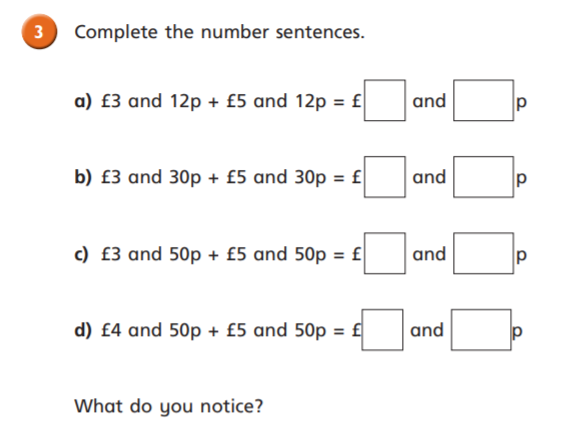 3 Complete the number sentences.
a) £3 and 12p + £5 and 12p = £ and p
b) £3 and 30p + £5 and 30p = £ and p
c) £3 and 50p + £5 and 50p = £ and p
d) £4 and 50p + £5 and 50p = £ and p
What do you notice?